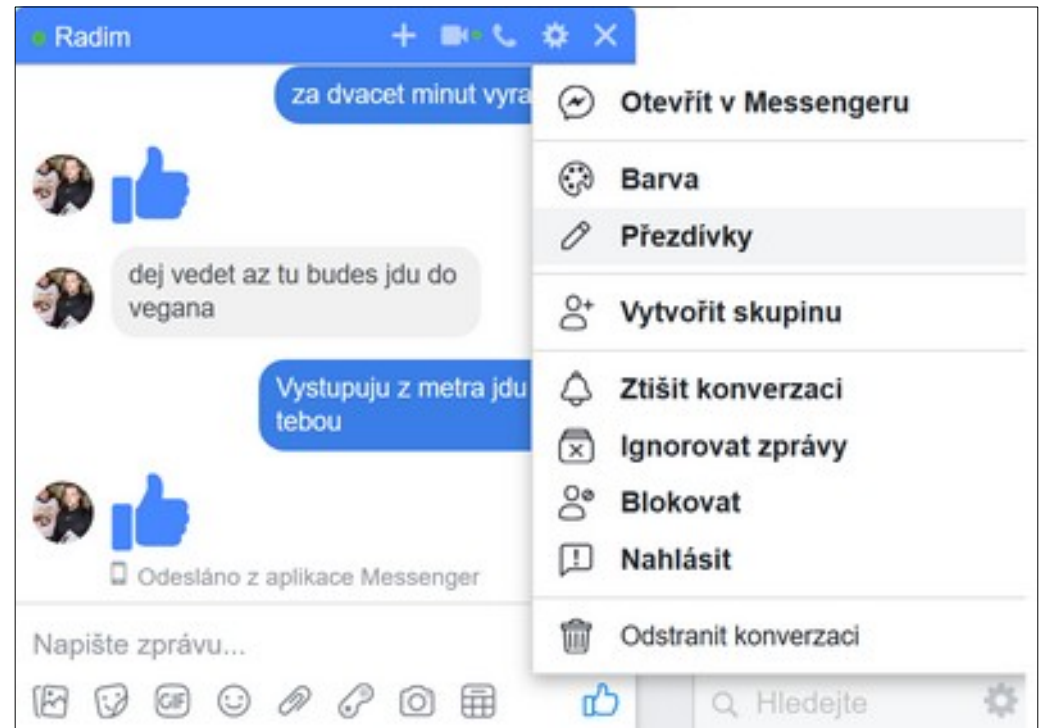 Radim
za dvacet minut vyra
dej vedet az tu budes jdu do
vegana
Vystupuju z metra jdu
tebou
Odesláno z aplikace Messenger
Napište zprávu...
GIF
Otevřít v Messengeru
Barva
Přezdívky
Vytvořit skupinu
Ztišit konverzaci
Ignorovat zprávy
Blokovat
Nahlásit
Odstranit konverzaci
Hledejte